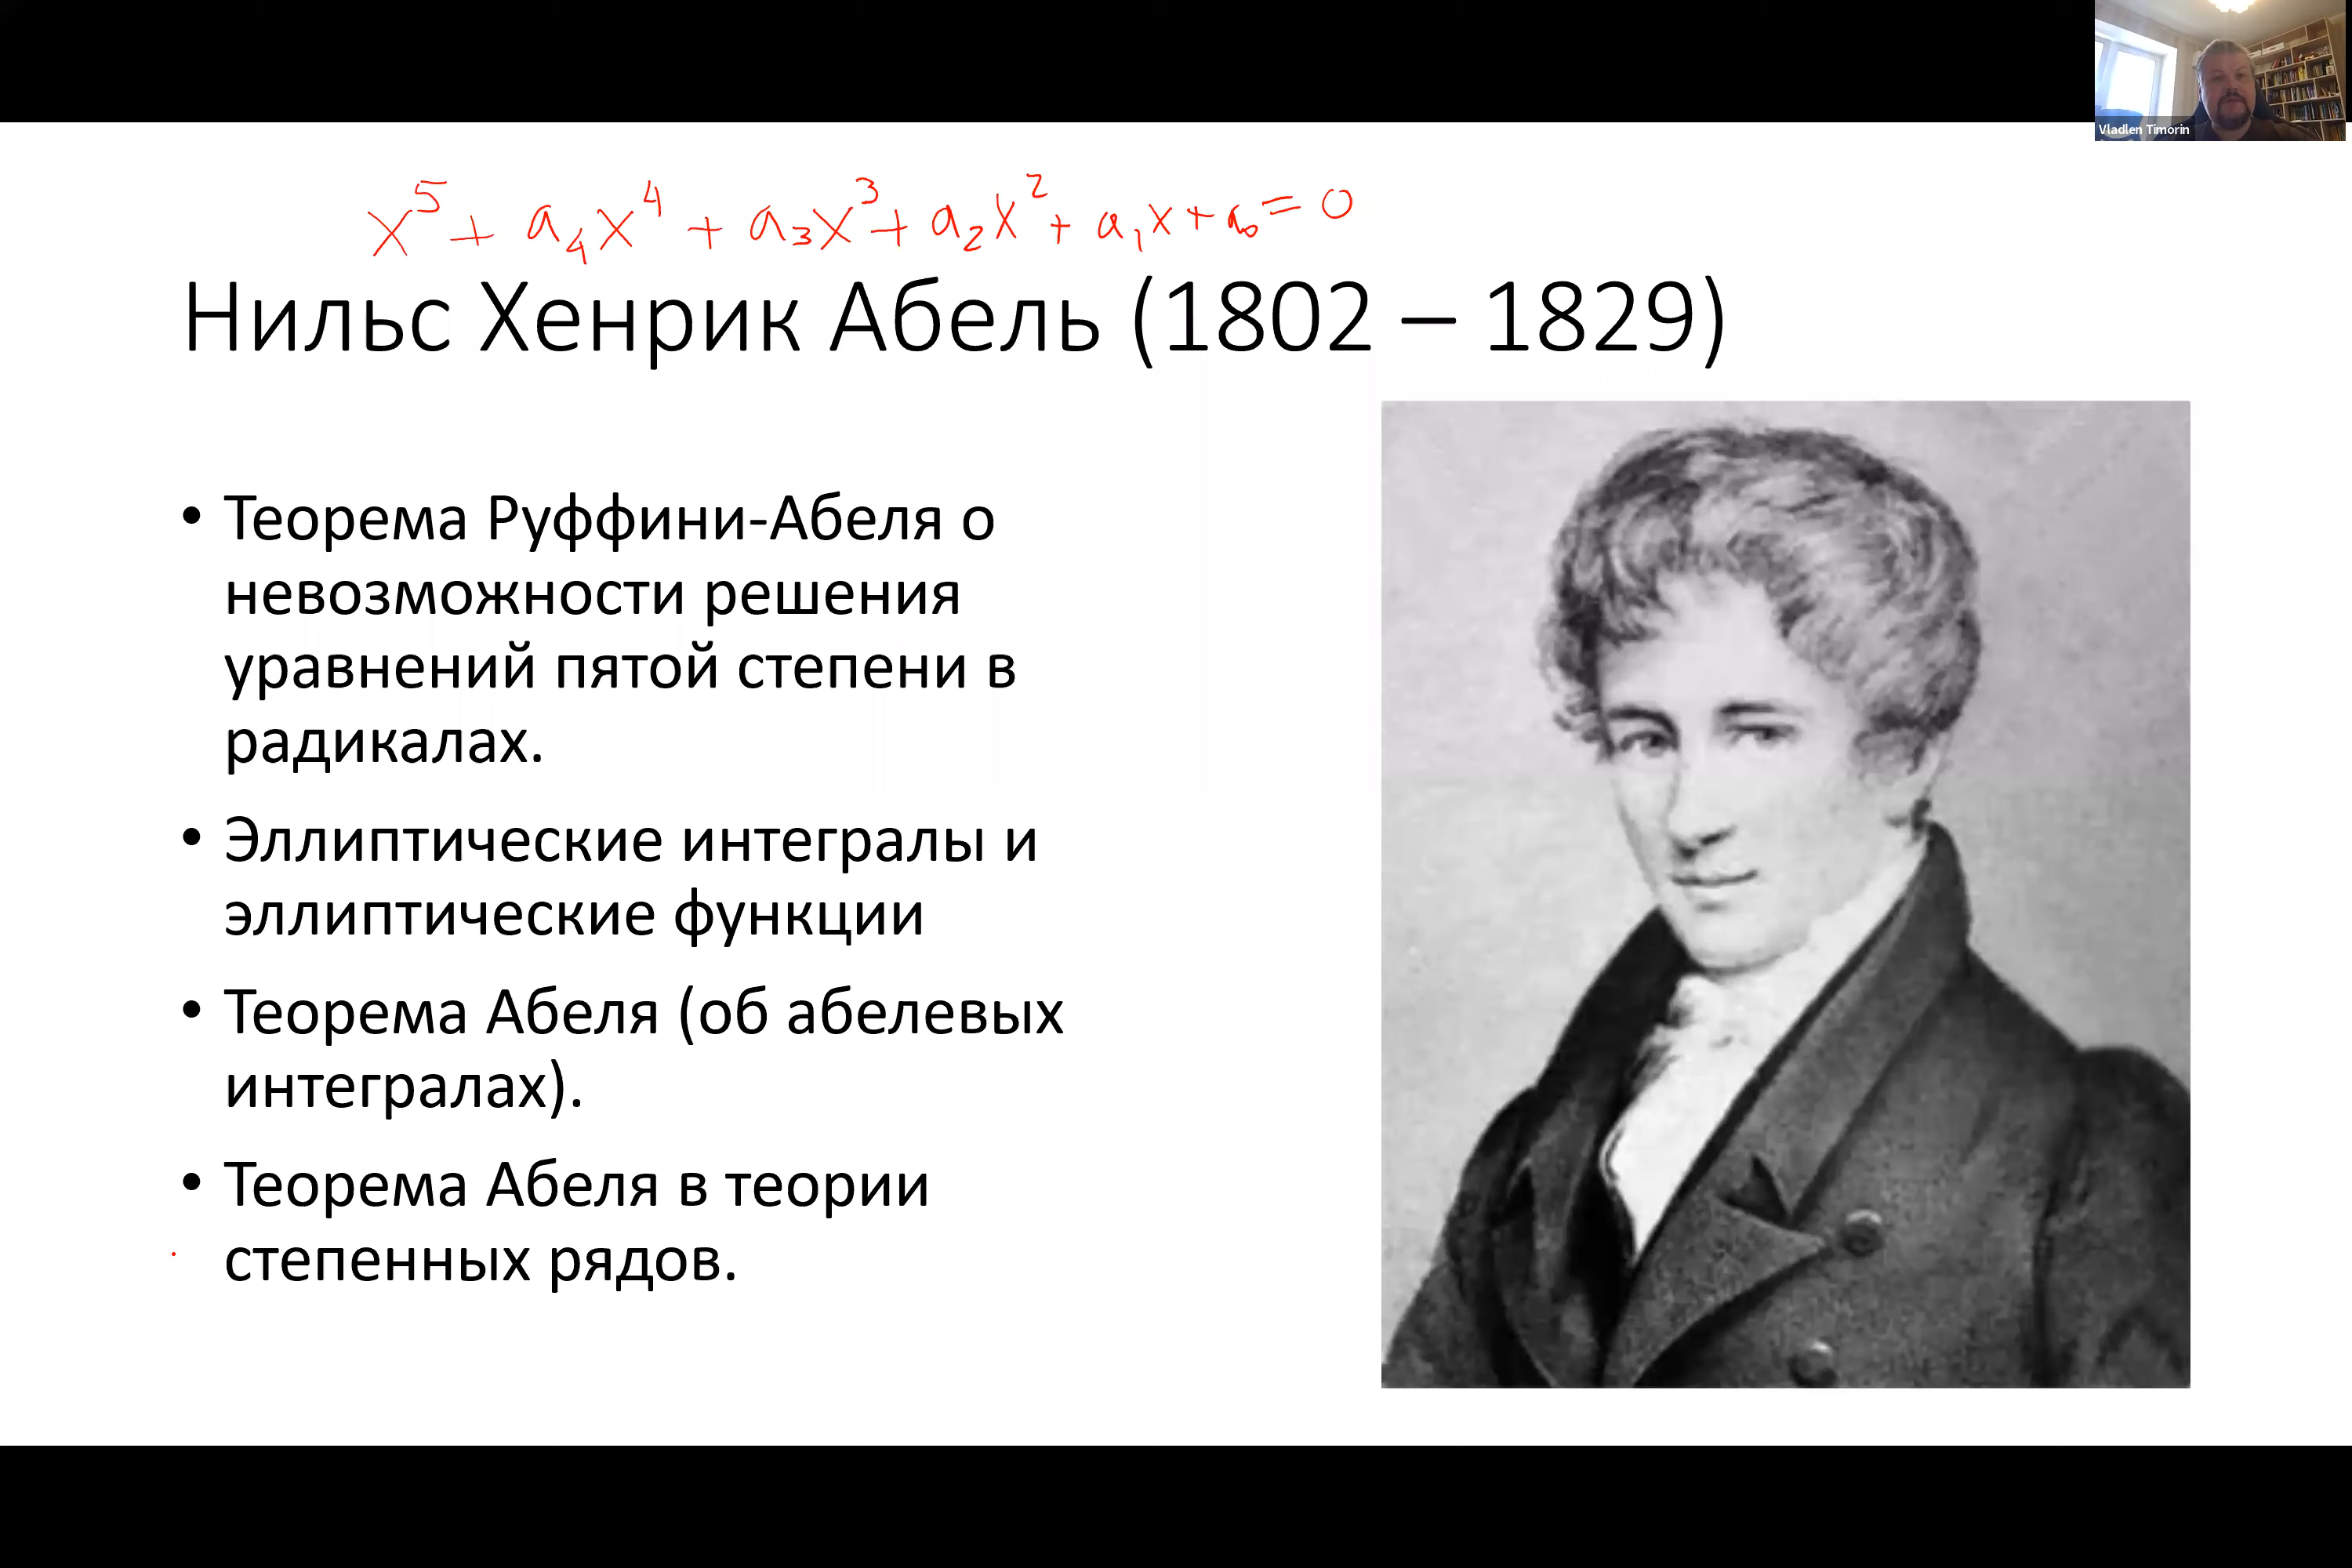 Vladlen Timorin
x⁵ + a₄x⁴ + a₃x³ + a₂x² + a₁x + a₀ = 0
Нильс Хенрик Абель (1802 – 1829)
• Теорема Руффини-Абеля о
невозможности решения
уравнений пятой степени в
радикалах.
• Эллиптические интегралы и
эллиптические функции
• Теорема Абеля (об абелевых
интегралах).
• Теорема Абеля в теории
степенных рядов.